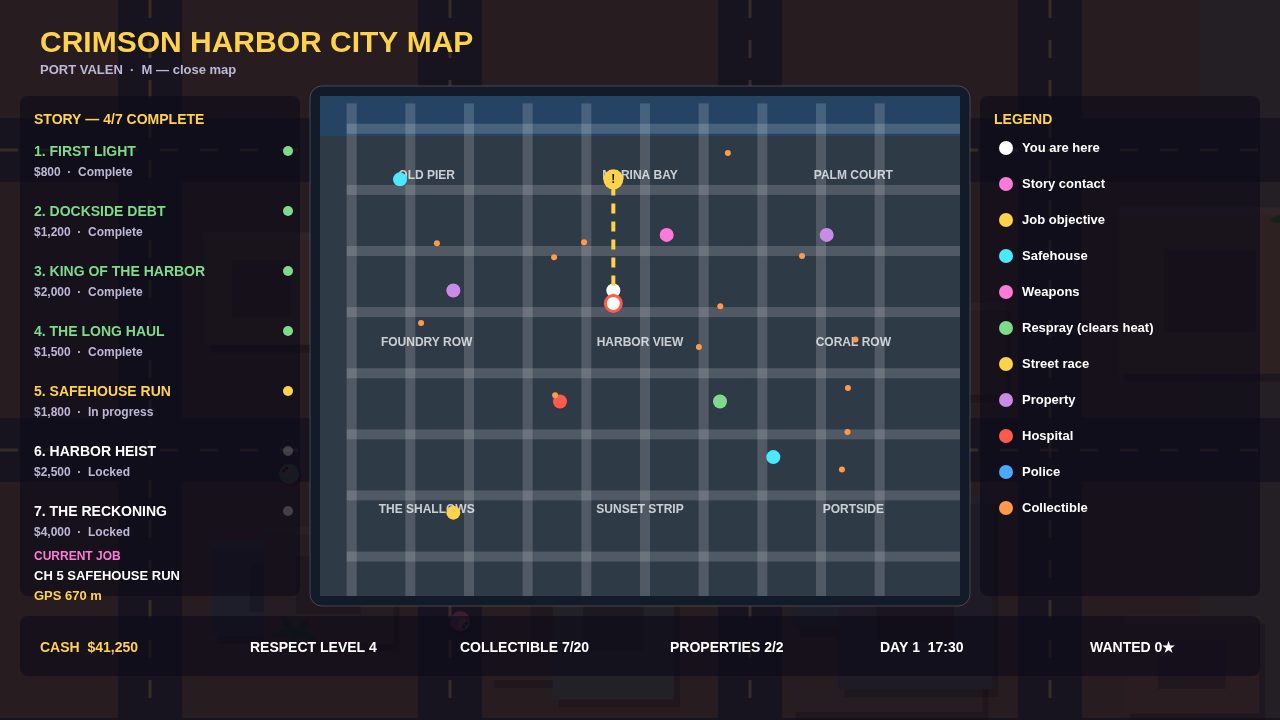 CRIMSON HARBOR CITY MAP
PORT VALEN · M — close map
STORY — 4/7 COMPLETE
1. FIRST LIGHT
$800 · Complete
2. DOCKSIDE DEBT
$1,200 · Complete
3. KING OF THE HARBOR
$2,000 · Complete
4. THE LONG HAUL
$1,500 · Complete
5. SAFEHOUSE RUN
$1,800 · In progress
6. HARBOR HEIST
$2,500 · Locked
7. THE RECKONING
$4,000 · Locked
CURRENT JOB
CH 5 SAFEHOUSE RUN
GPS 670 m
OLD PIER
MARINA BAY
!
PALM COURT
FOUNDRY ROW
HARBOR VIEW
CORAL ROW
THE SHALLOWS
SUNSET STRIP
PORTSIDE
LEGEND
You are here
Story contact
Job objective
Safehouse
Weapons
Respray (clears heat)
Street race
Property
Hospital
Police
Collectible
CASH $41,250
RESPECT LEVEL 4
COLLECTIBLE 7/20
PROPERTIES 2/2
DAY 1 17:30
WANTED 0★